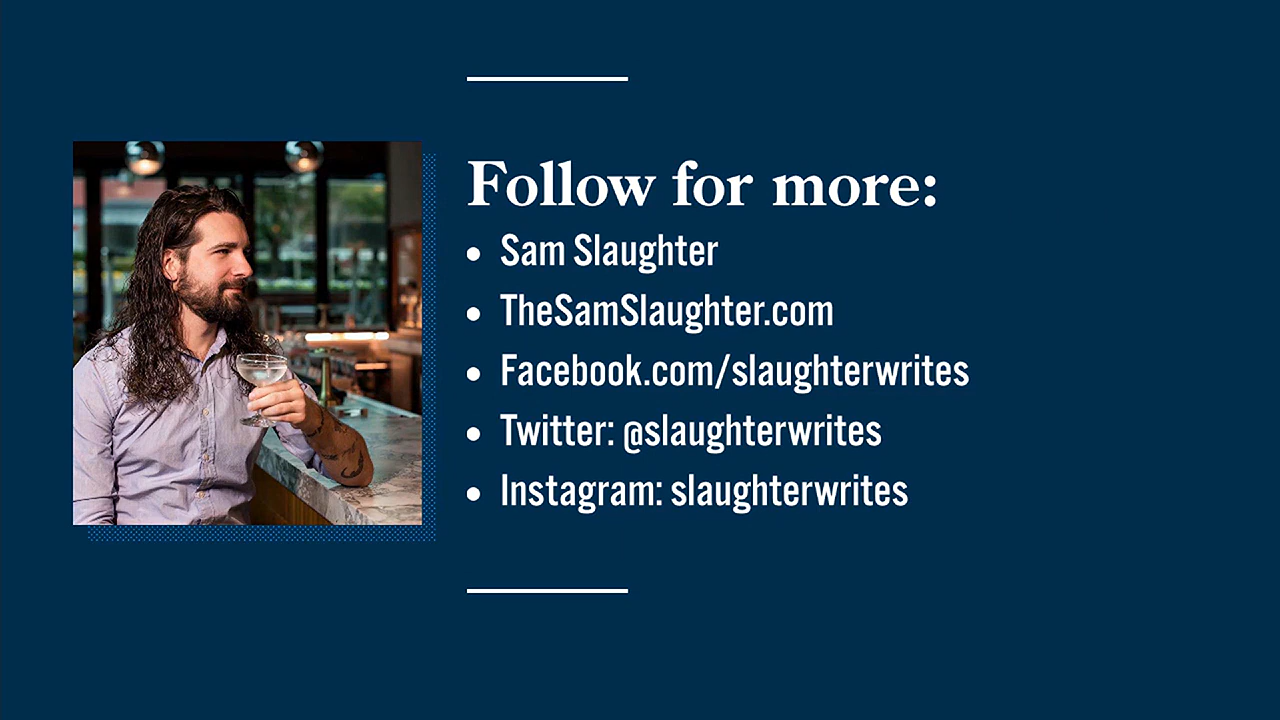 Follow for more:
• Sam Slaughter
• TheSamSlaughter.com
• Facebook.com/slaughterwrites
• Twitter: @slaughterwrites
• Instagram: slaughterwrites